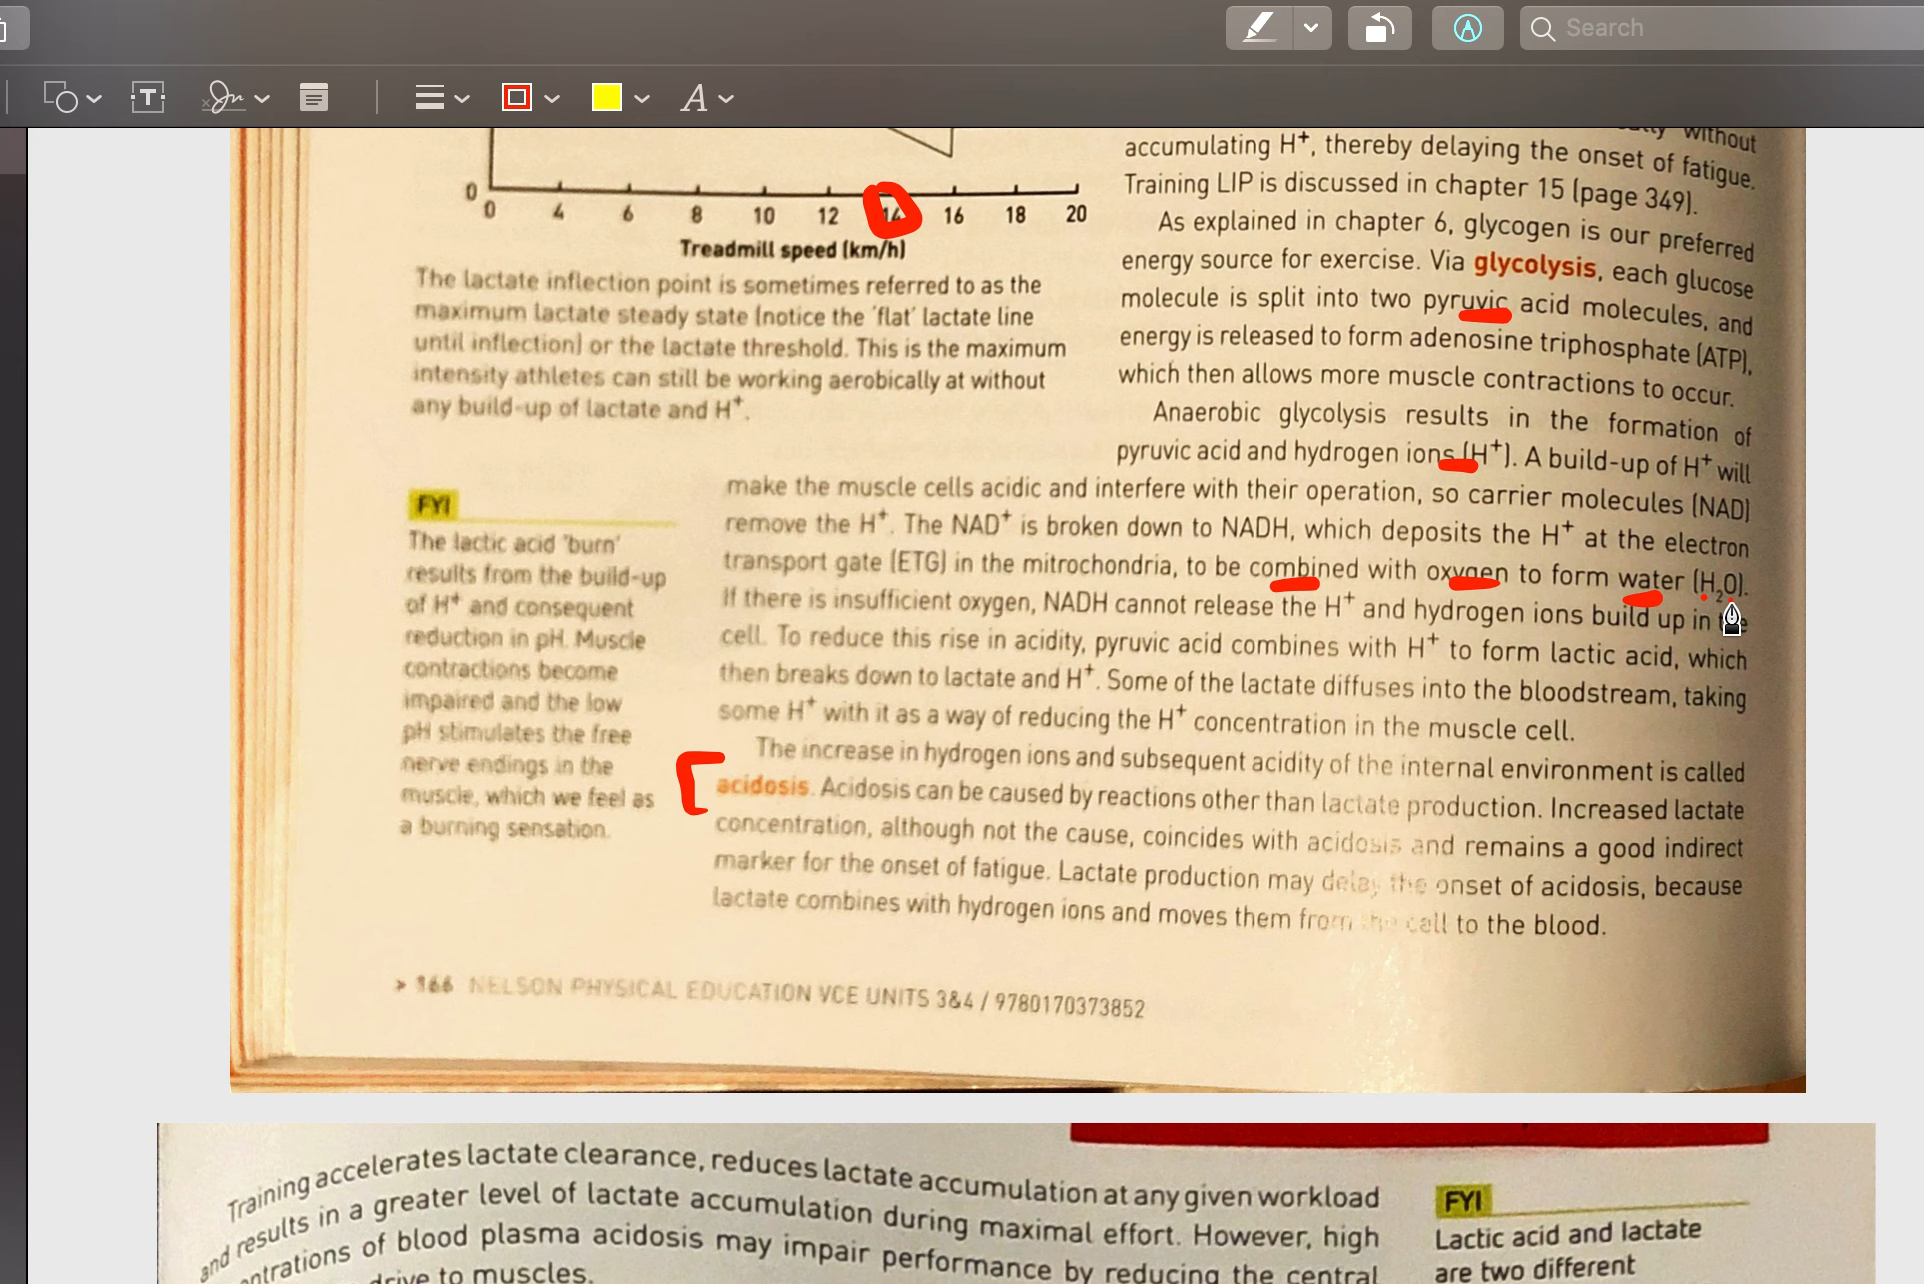 Search
T
A
0
0 4 6 8 10 12 14 16 18 20
Treadmill speed (km/h)
The lactate inflection point is sometimes referred to as the
maximum lactate steady state (notice the 'flat' lactate line
until inflection) or the lactate threshold. This is the maximum
intensity athletes can still be working aerobically at without
any build-up of lactate and H⁺.
without
accumulating H⁺, thereby delaying the onset of fatigue.
Training LIP is discussed in chapter 15 (page 349).
As explained in chapter 6, glycogen is our preferred
energy source for exercise. Via glycolysis, each glucose
molecule is split into two pyruvic acid molecules, and
energy is released to form adenosine triphosphate (ATP),
which then allows more muscle contractions to occur.
Anaerobic glycolysis results in the formation of
pyruvic acid and hydrogen ions (H⁺). A build-up of H⁺ will
make the muscle cells acidic and interfere with their operation, so carrier molecules (NAD)
remove the H⁺. The NAD⁺ is broken down to NADH, which deposits the H⁺ at the electron
transport gate (ETG) in the mitrochondria, to be combined with oxygen to form water (H₂O).
If there is insufficient oxygen, NADH cannot release the H⁺ and hydrogen ions build up in the
cell. To reduce this rise in acidity, pyruvic acid combines with H⁺ to form lactic acid, which
then breaks down to lactate and H⁺. Some of the lactate diffuses into the bloodstream, taking
some H⁺ with it as a way of reducing the H⁺ concentration in the muscle cell.
The increase in hydrogen ions and subsequent acidity of the internal environment is called
acidosis. Acidosis can be caused by reactions other than lactate production. Increased lactate
concentration, although not the cause, coincides with acidosis and remains a good indirect
marker for the onset of fatigue. Lactate production may delay the onset of acidosis, because
lactate combines with hydrogen ions and moves them from the cell to the blood.
FYI
The lactic acid 'burn'
results from the build-up
of H⁺ and consequent
reduction in pH. Muscle
contractions become
impaired and the low
pH stimulates the free
nerve endings in the
muscle, which we feel as
a burning sensation.
> 166 NELSON PHYSICAL EDUCATION VCE UNITS 3&4 / 9780170373852
Training accelerates lactate clearance, reduces lactate accumulation at any given workload
and results in a greater level of lactate accumulation during maximal effort. However, high
of blood plasma acidosis may impair performance by reducing the central
drive to muscles.
FYI
Lactic acid and lactate
are two different